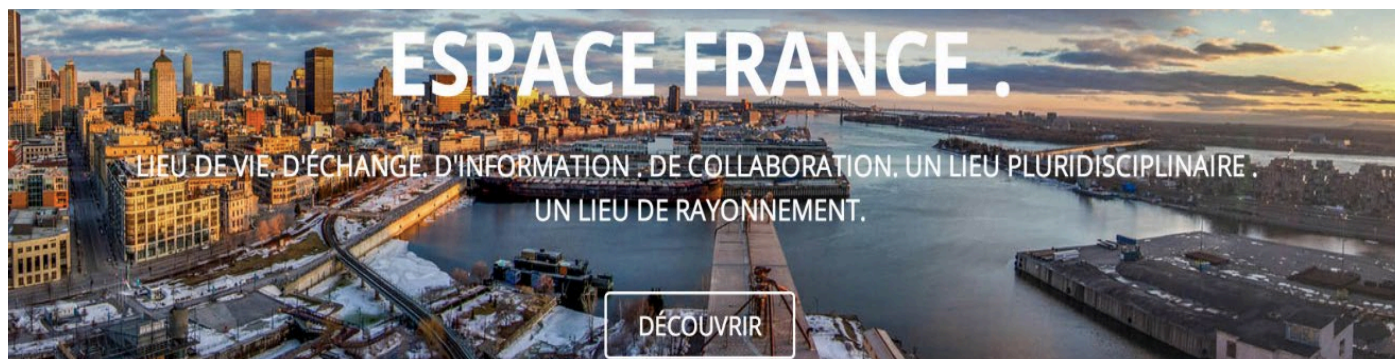 ESPACE FRANCE .
LIEU DE VIE. D'ÉCHANGE. D'INFORMATION . DE COLLABORATION. UN LIEU PLURIDISCIPLINAIRE .
UN LIEU DE RAYONNEMENT.
DÉCOUVRIR